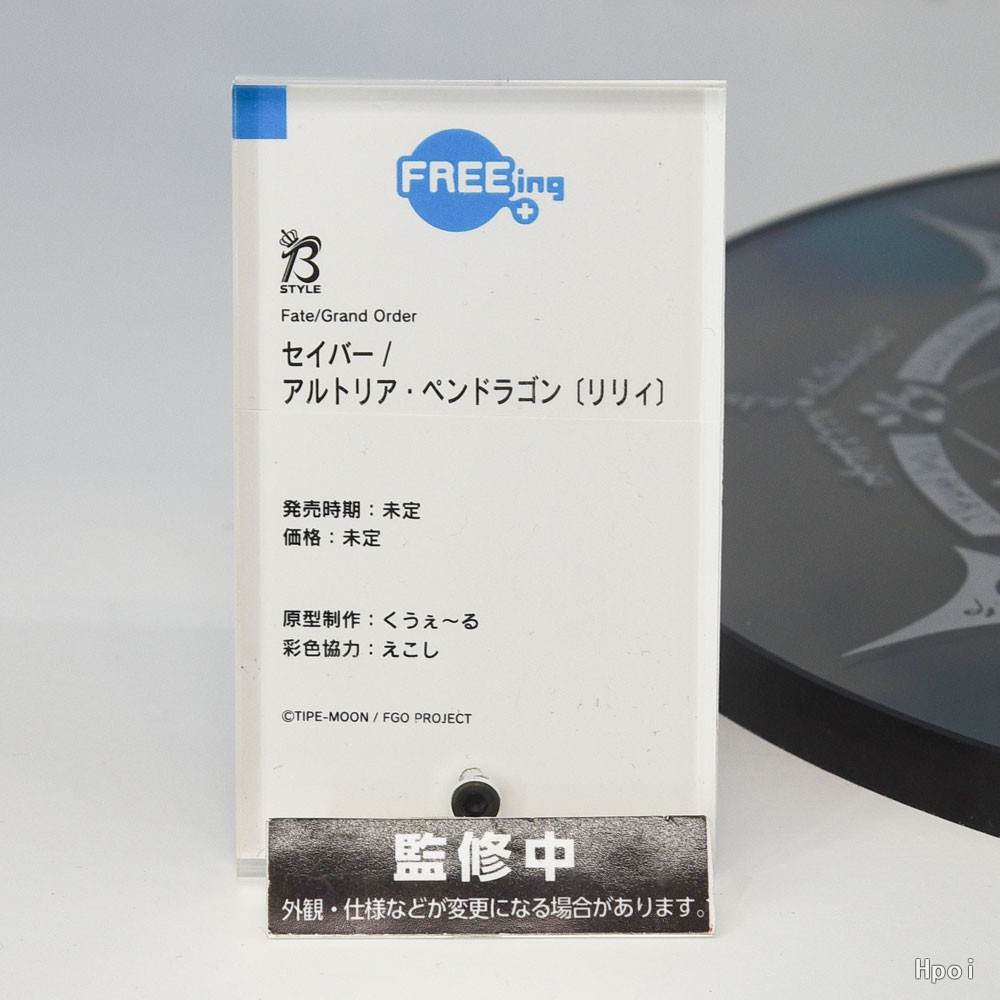 FREEing
B
STYLE
Fate/Grand Order
セイバー /
アルトリア・ペンドラゴン〔リリィ〕
発売時期：未定
価格：未定
原型制作：くうぇ～る
彩色協力：えこし
©TIPE-MOON / FGO PROJECT
監修中
外観・仕様などが変更になる場合があります。
Hpoi